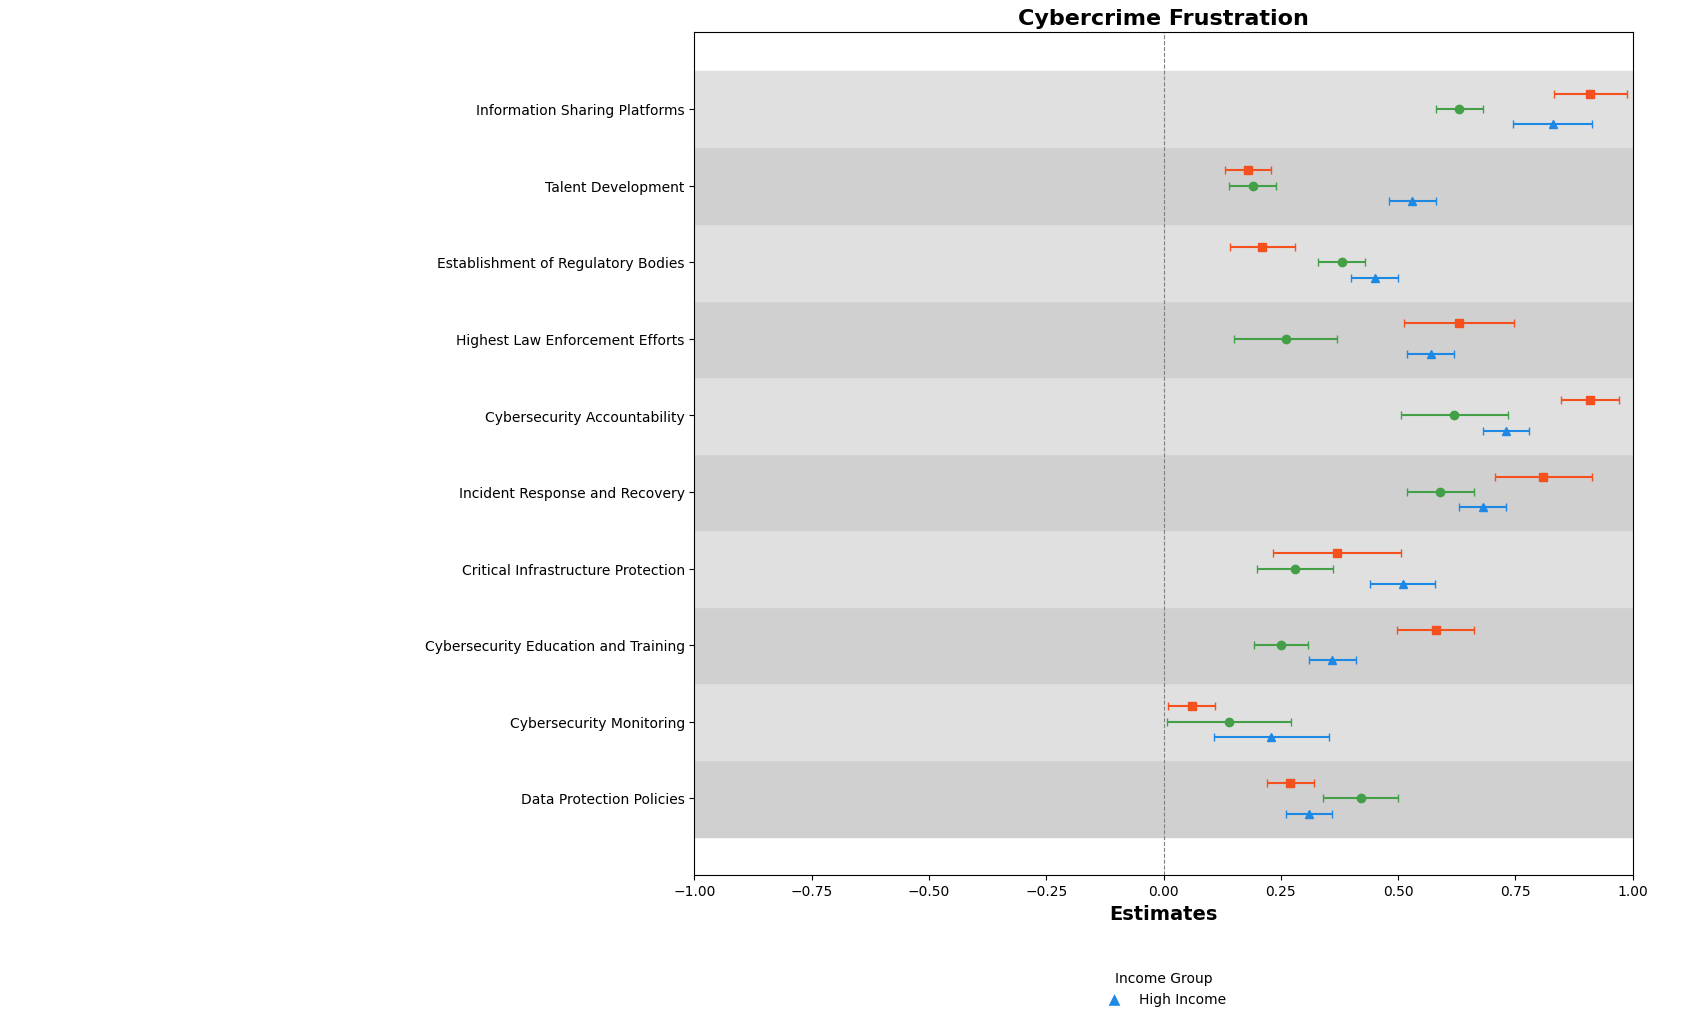 Cybercrime Frustration
Information Sharing Platforms
Talent Development
Establishment of Regulatory Bodies
Highest Law Enforcement Efforts
Cybersecurity Accountability
Incident Response and Recovery
Critical Infrastructure Protection
Cybersecurity Education and Training
Cybersecurity Monitoring
Data Protection Policies
−1.00 −0.75 −0.50 −0.25 0.00 0.25 0.50 0.75 1.00
Estimates
Income Group
High Income